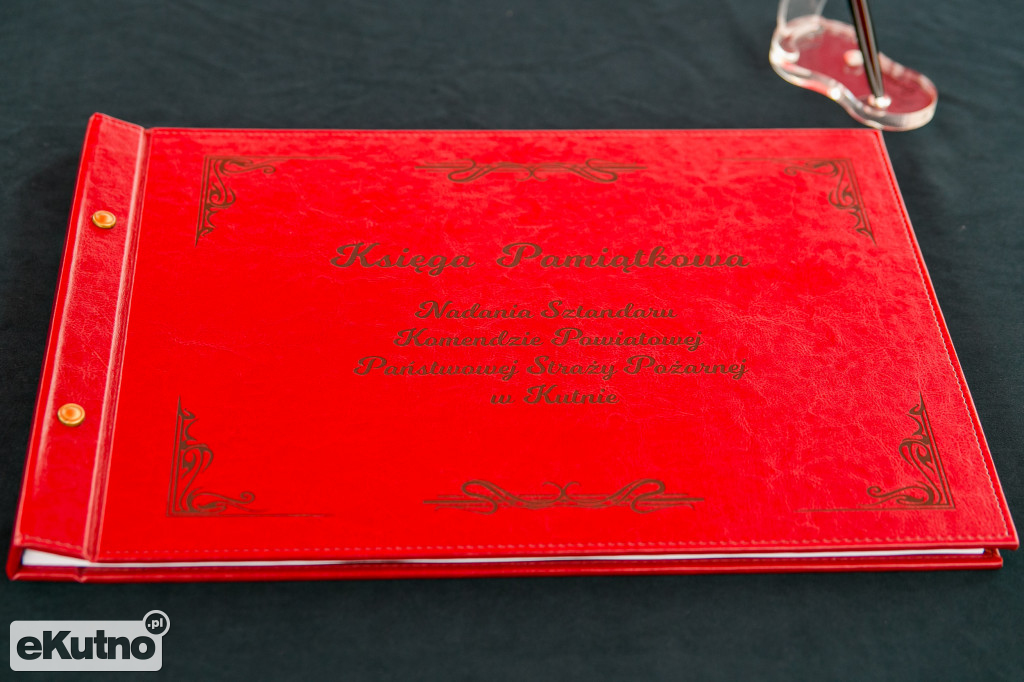 Księga Pamiątkowa
Nadania Sztandaru
Komendzie Powiatowej
Państwowej Straży Pożarnej
w Kutnie
eKutno.pl